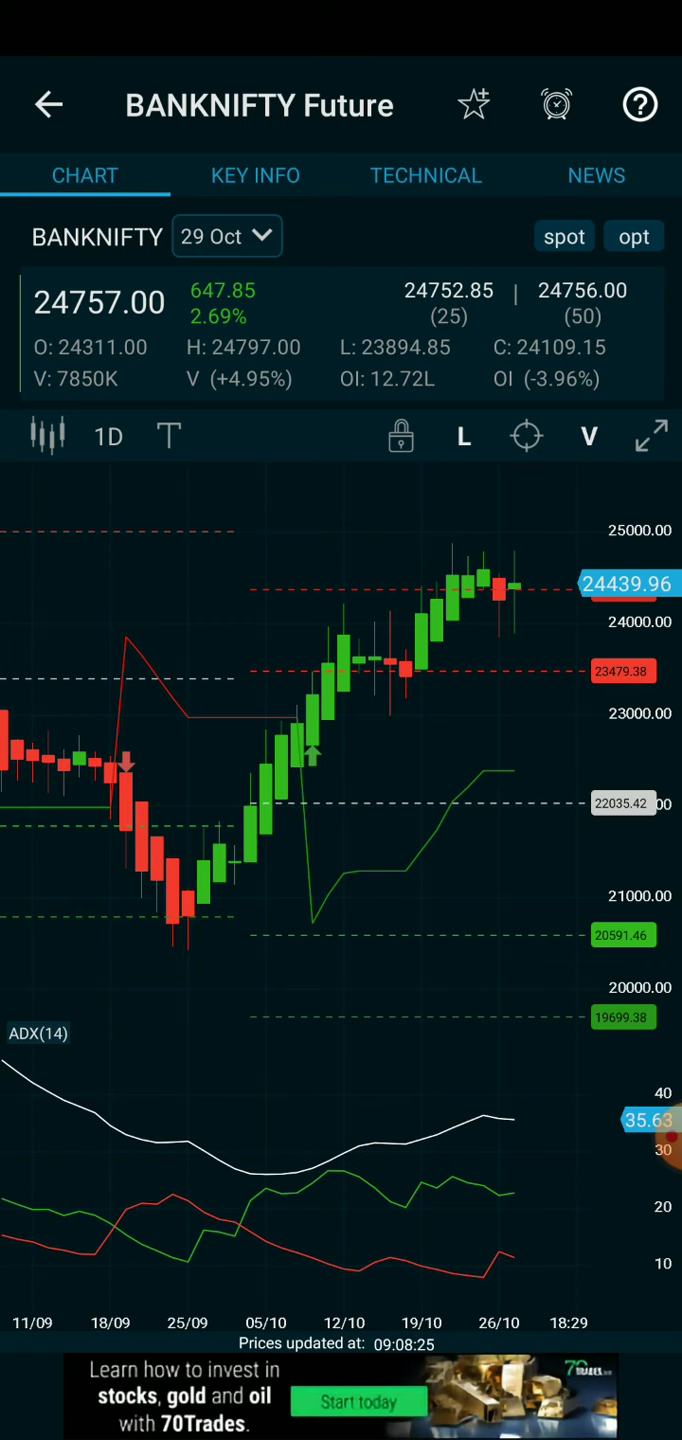 BANKNIFTY Future
CHART KEY INFO TECHNICAL NEWS
BANKNIFTY 29 Oct spot opt
24757.00 647.85 2.69% 24752.85 (25) | 24756.00 (50)
O: 24311.00 H: 24797.00 L: 23894.85 C: 24109.15
V: 7850K V (+4.95%) OI: 12.72L OI (-3.96%)
1D T L V
25000.00
24439.96
24000.00
23479.38
23000.00
22035.42
21000.00
20591.46
20000.00
19699.38
ADX(14)
40
35.63
30
20
10
11/09 18/09 25/09 05/10 12/10 19/10 26/10 18:29
Prices updated at: 09:08:25
Learn how to invest in
stocks, gold and oil
with 70Trades.
Start today
70TRADES